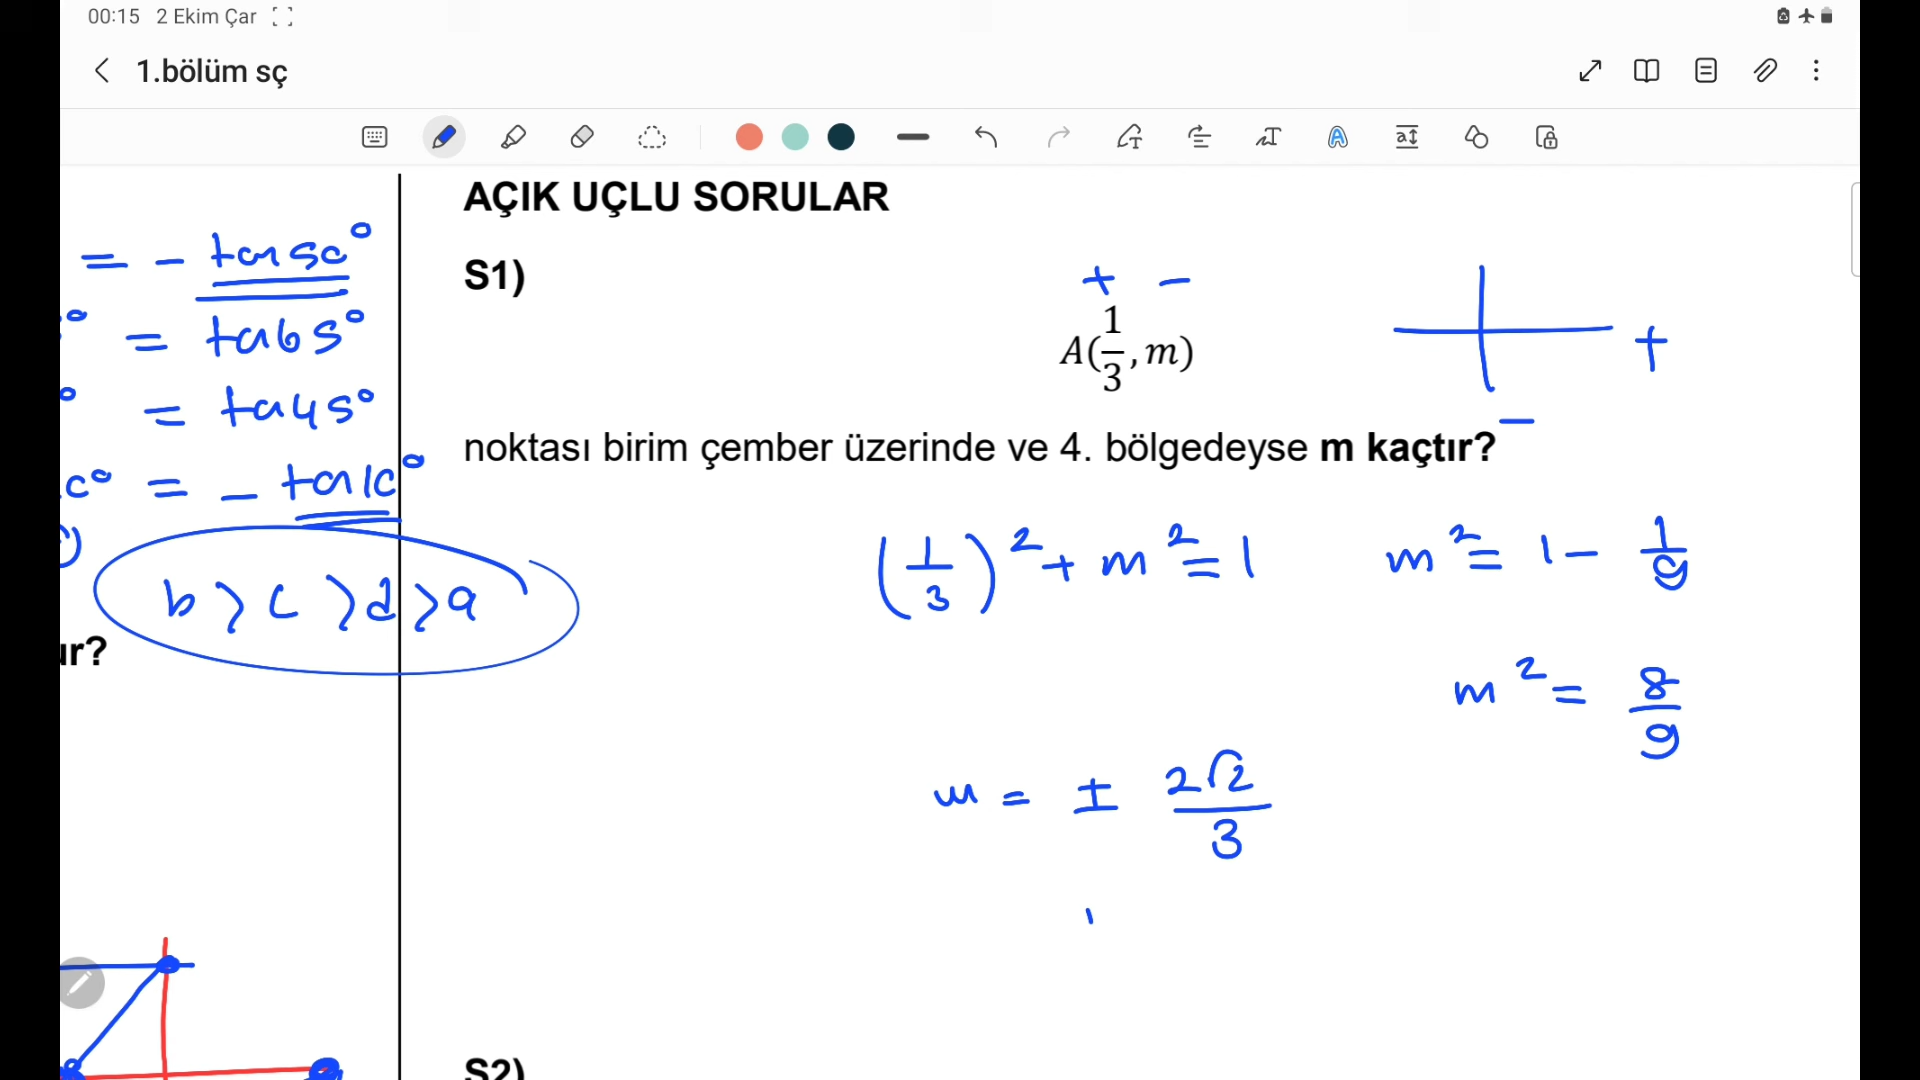 00:15 2 Ekim Çar
1.bölüm sç
= - tan50°
° = tan65°
° = tan45°
0° = - tan10°
b > c > d > a
ur?
AÇIK UÇLU SORULAR
S1)
+ -
A(1/3, m)
+
-
noktası birim çember üzerinde ve 4. bölgedeyse m kaçtır?
(1/3)² + m² = 1 m² = 1 - 1/9
m² = 8/9
m = ± 2√2/3
S2)